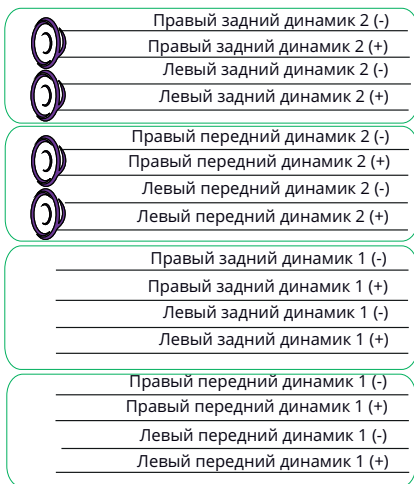 Правый задний динамик 2 (-)
Правый задний динамик 2 (+)
Левый задний динамик 2 (-)
Левый задний динамик 2 (+)
Правый передний динамик 2 (-)
Правый передний динамик 2 (+)
Левый передний динамик 2 (-)
Левый передний динамик 2 (+)
Правый задний динамик 1 (-)
Правый задний динамик 1 (+)
Левый задний динамик 1 (-)
Левый задний динамик 1 (+)
Правый передний динамик 1 (-)
Правый передний динамик 1 (+)
Левый передний динамик 1 (-)
Левый передний динамик 1 (+)